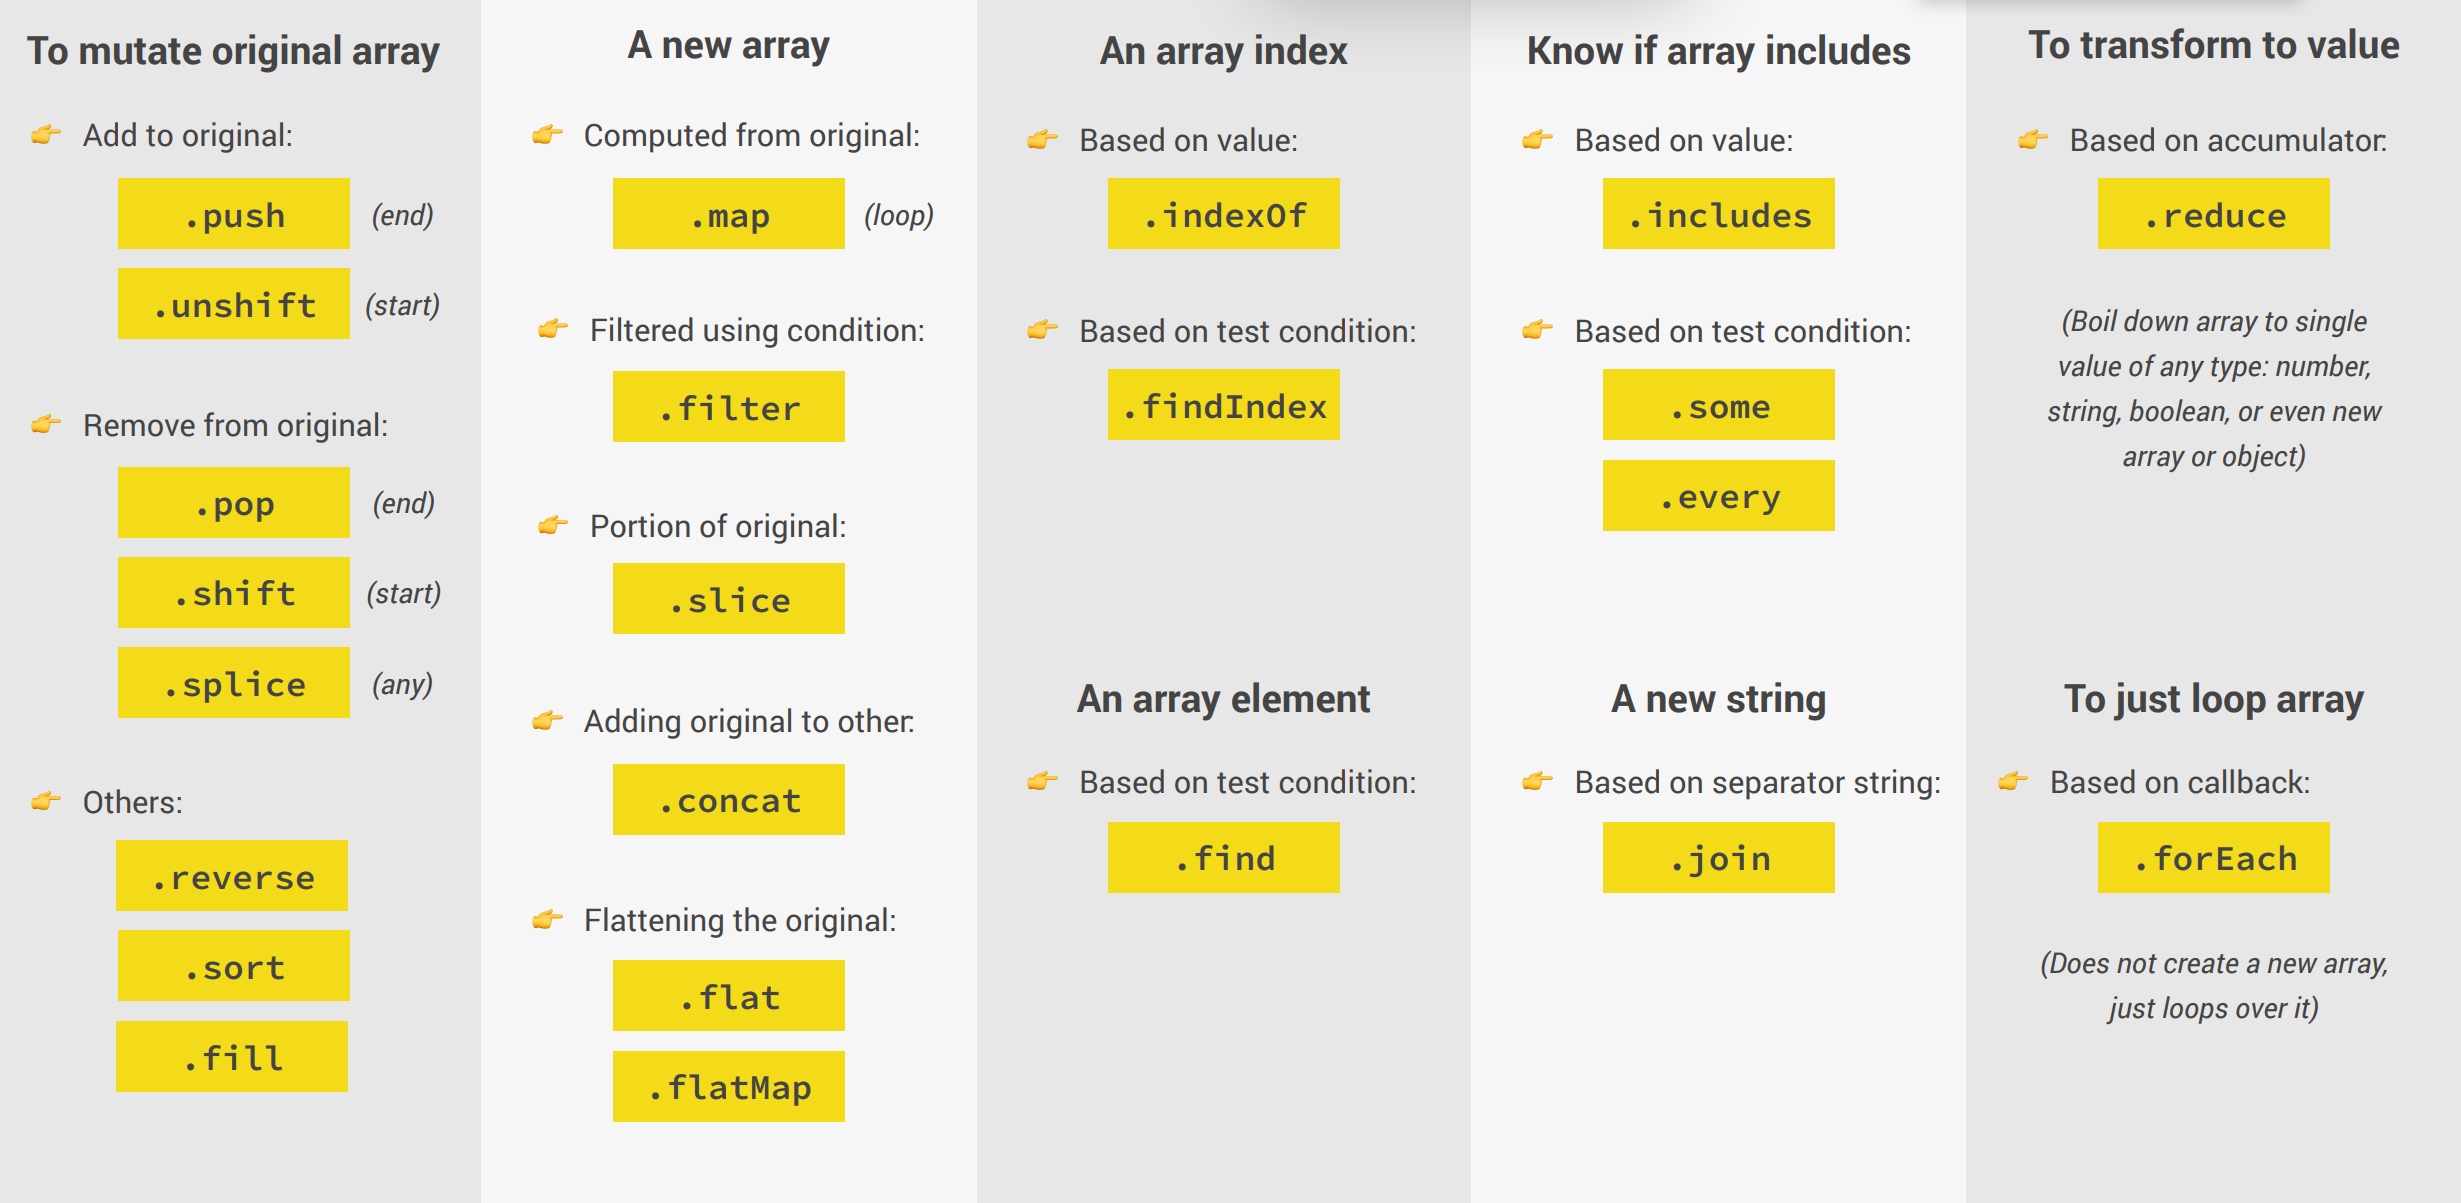 To mutate original array
Add to original:
.push (end)
.unshift (start)
Remove from original:
.pop (end)
.shift (start)
.splice (any)
Others:
.reverse
.sort
.fill
A new array
Computed from original:
.map (loop)
Filtered using condition:
.filter
Portion of original:
.slice
Adding original to other:
.concat
Flattening the original:
.flat
.flatMap
An array index
Based on value:
.indexOf
Based on test condition:
.findIndex
An array element
Based on test condition:
.find
Know if array includes
Based on value:
.includes
Based on test condition:
.some
.every
A new string
Based on separator string:
.join
To transform to value
Based on accumulator:
.reduce
(Boil down array to single
value of any type: number,
string, boolean, or even new
array or object)
To just loop array
Based on callback:
.forEach
(Does not create a new array,
just loops over it)